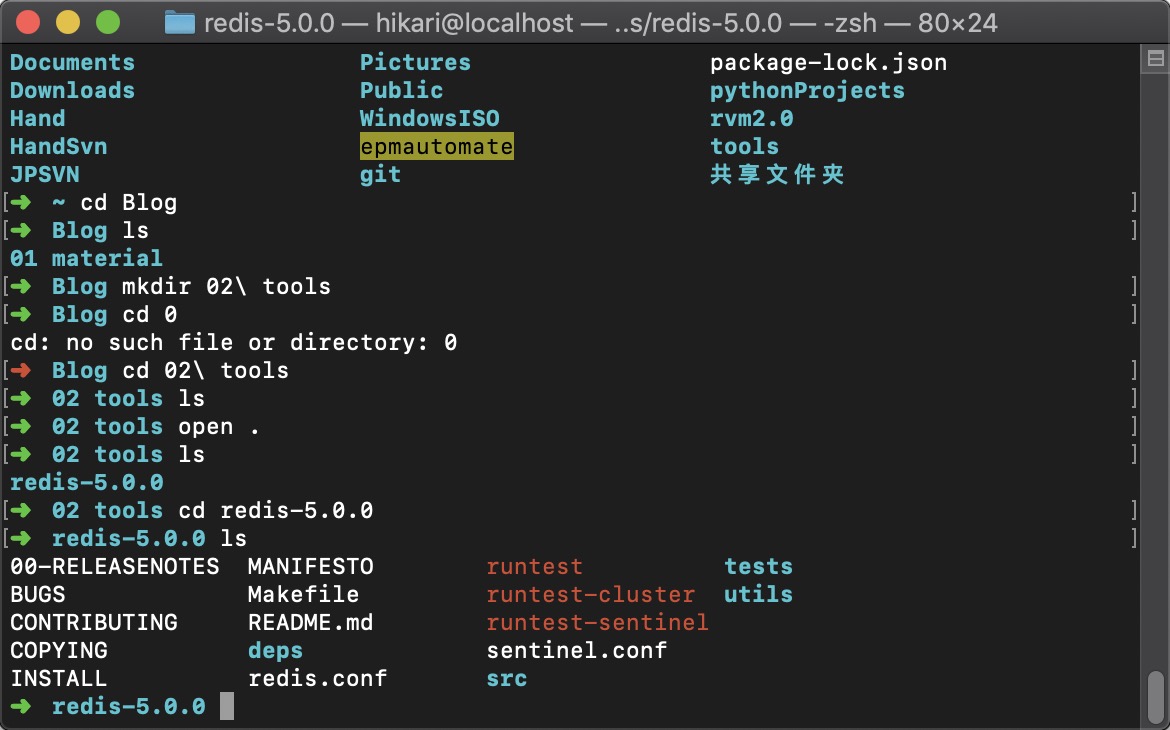 redis-5.0.0 — hikari@localhost — ..s/redis-5.0.0 — -zsh — 80×24
Documents Pictures package-lock.json
Downloads Public pythonProjects
Hand WindowsISO rvm2.0
HandSvn epmautomate tools
JPSVN git 共享文件夹
[➜ ~ cd Blog ]
[➜ Blog ls ]
01 material
[➜ Blog mkdir 02\ tools ]
[➜ Blog cd 0 ]
cd: no such file or directory: 0
[➜ Blog cd 02\ tools ]
[➜ 02 tools ls ]
[➜ 02 tools open . ]
[➜ 02 tools ls ]
redis-5.0.0
[➜ 02 tools cd redis-5.0.0 ]
[➜ redis-5.0.0 ls ]
00-RELEASENOTES MANIFESTO runtest tests
BUGS Makefile runtest-cluster utils
CONTRIBUTING README.md runtest-sentinel
COPYING deps sentinel.conf
INSTALL redis.conf src
➜ redis-5.0.0